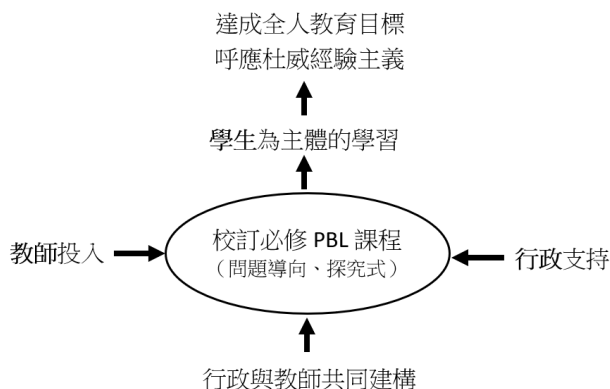 達成全人教育目標
呼應杜威經驗主義
學生為主體的學習
校訂必修 PBL 課程
（問題導向、探究式）
教師投入
行政支持
行政與教師共同建構